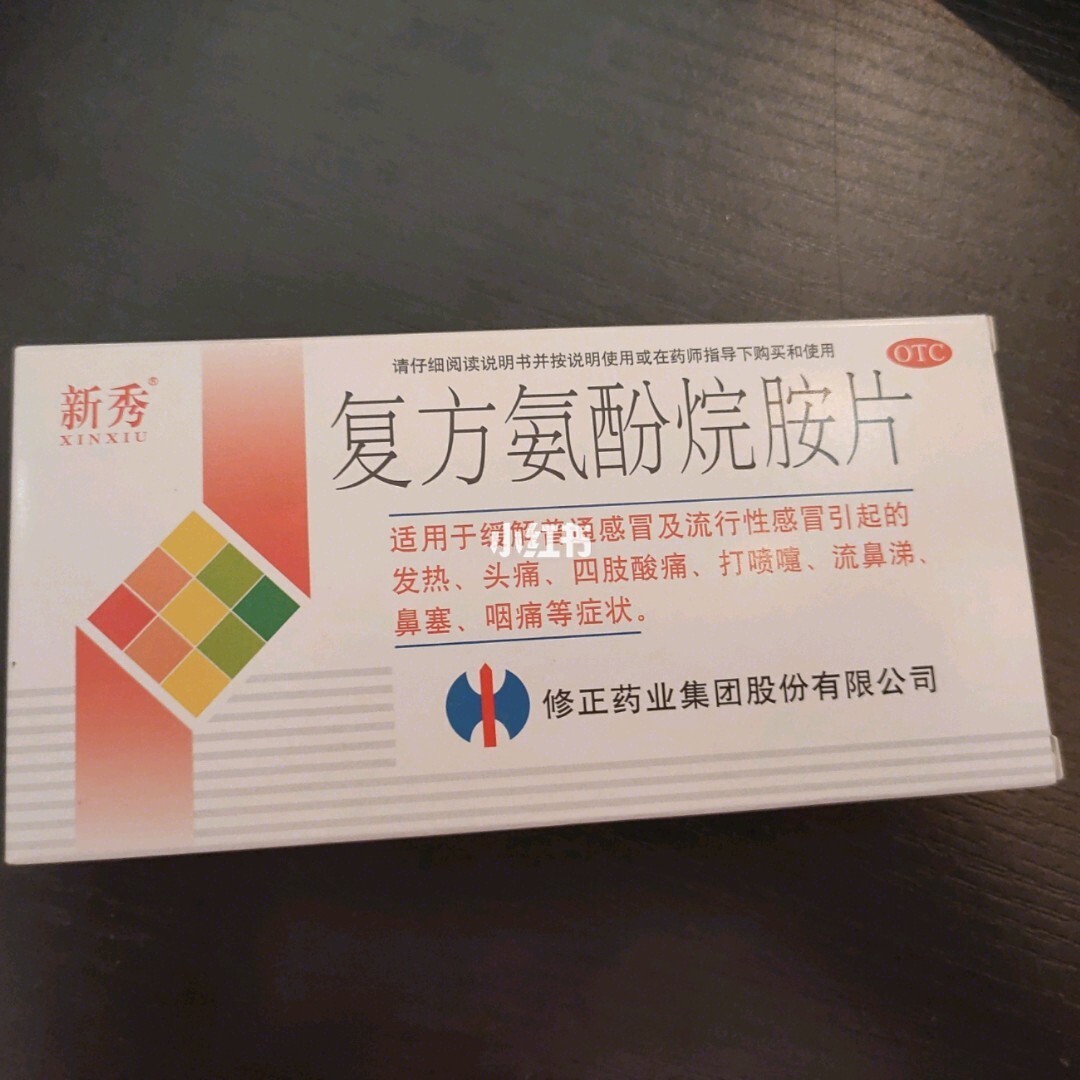 请仔细阅读说明书并按说明使用或在药师指导下购买和使用
OTC
新秀®
XINXIU
复方氨酚烷胺片
适用于缓解普通感冒及流行性感冒引起的
发热、头痛、四肢酸痛、打喷嚏、流鼻涕、
鼻塞、咽痛等症状。
小红书
修正药业集团股份有限公司